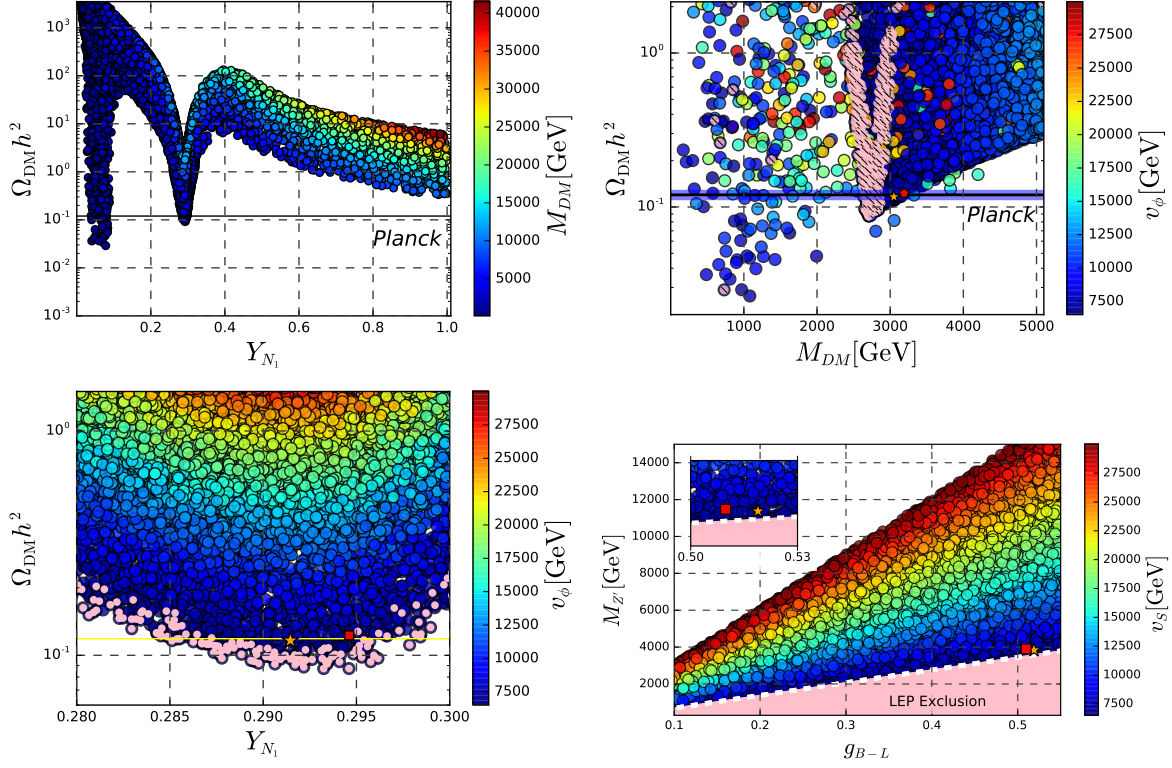 10³
10²
10¹
10⁰
10⁻¹
10⁻²
10⁻³
Ω_DM h²
Planck
0.2 0.4 0.6 0.8 1.0
Y_N₁
40000
35000
30000
25000
20000
15000
10000
5000
M_DM[GeV]
10⁰
10⁻¹
Ω_DM h²
Planck
1000 2000 3000 4000 5000
M_DM[GeV]
27500
25000
22500
20000
17500
15000
12500
10000
7500
v_ϕ[GeV]
10⁰
10⁻¹
Ω_DM h²
0.280 0.285 0.290 0.295 0.300
Y_N₁
27500
25000
22500
20000
17500
15000
12500
10000
7500
v_ϕ[GeV]
14000
12000
10000
8000
6000
4000
2000
M_Z′[GeV]
0.50 0.53
LEP Exclusion
0.1 0.2 0.3 0.4 0.5
g_B−L
27500
25000
22500
20000
17500
15000
12500
10000
7500
v_S[GeV]